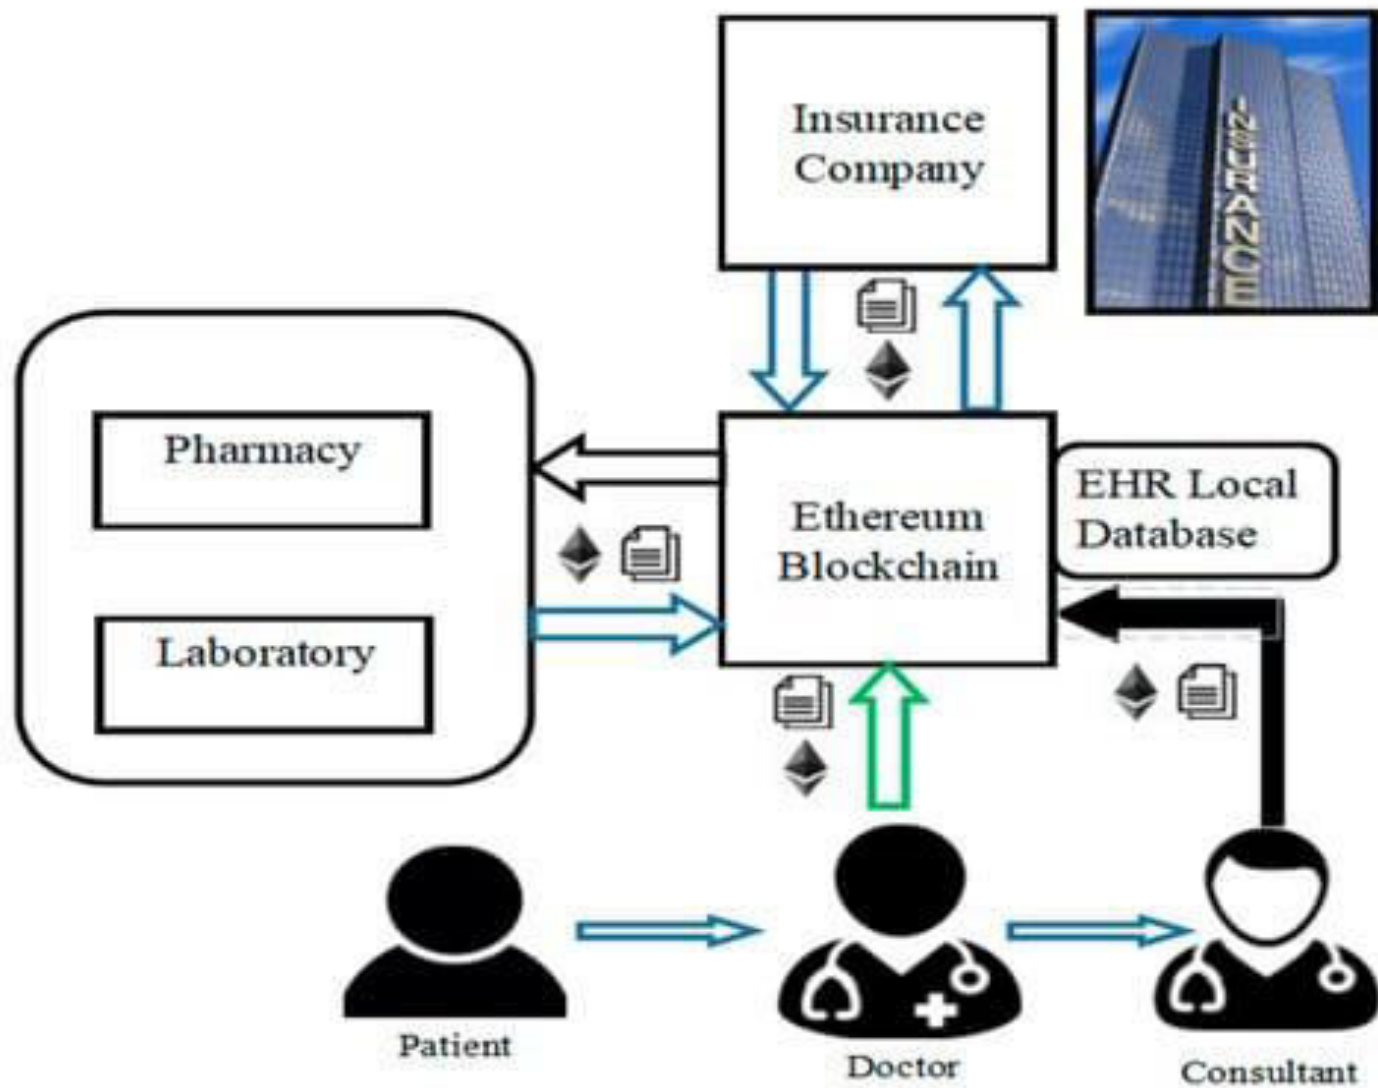 Insurance
Company
INSURANCE
Pharmacy
Laboratory
Ethereum
Blockchain
EHR Local
Database
Patient
Doctor
Consultant